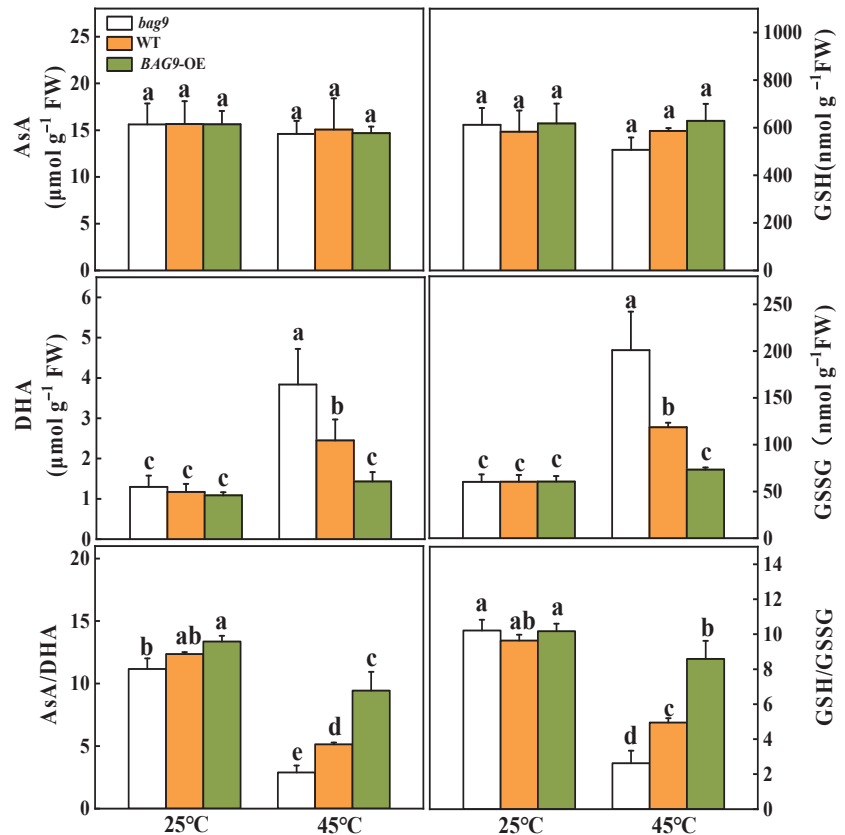 bag9
WT
BAG9-OE
AsA
(μmol g⁻¹ FW)
25
20
15
10
5
0
a a a a a a
GSH(nmol g⁻¹FW)
1000
800
600
400
200
0
a a a a a a
DHA
(μmol g⁻¹ FW)
6
5
4
3
2
1
0
c c c a b c
GSSG (nmol g⁻¹FW)
250
200
150
100
50
0
c c c a b c
AsA/DHA
20
15
10
5
0
b ab a e d c
GSH/GSSG
14
12
10
8
6
4
2
0
a ab a d c b
25℃ 45℃ 25℃ 45℃